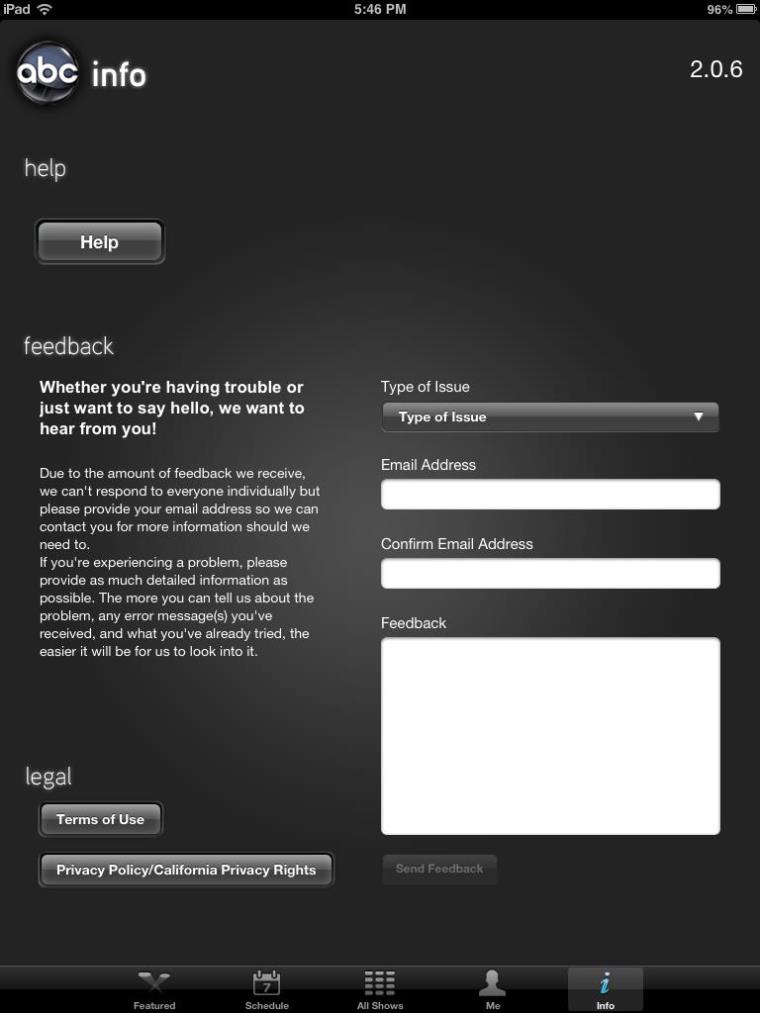 iPad 5:46 PM 96%
abc info 2.0.6
help
Help
feedback
Whether you're having trouble or
just want to say hello, we want to
hear from you!
Due to the amount of feedback we receive,
we can't respond to everyone individually but
please provide your email address so we can
contact you for more information should we
need to.
If you're experiencing a problem, please
provide as much detailed information as
possible. The more you can tell us about the
problem, any error message(s) you've
received, and what you've already tried, the
easier it will be for us to look into it.
Type of Issue
Type of Issue
Email Address
Confirm Email Address
Feedback
Send Feedback
legal
Terms of Use
Privacy Policy/California Privacy Rights
7
Featured Schedule All Shows Me Info